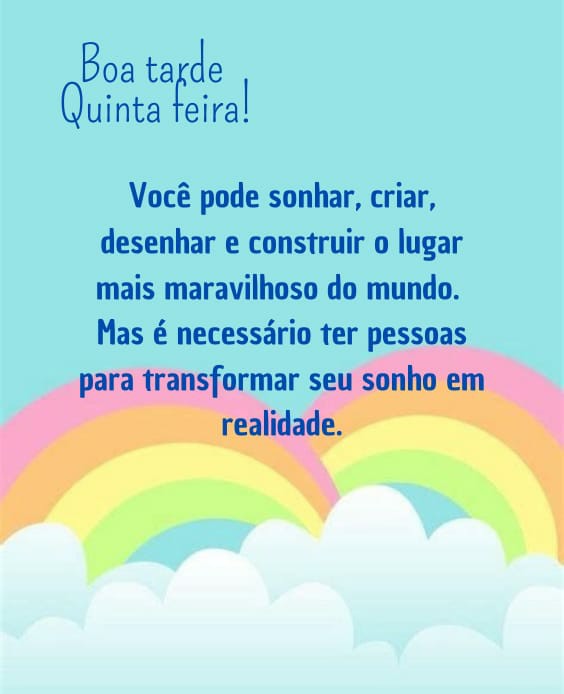 Boa tarde
Quinta feira!
Você pode sonhar, criar,
desenhar e construir o lugar
mais maravilhoso do mundo.
Mas é necessário ter pessoas
para transformar seu sonho em
realidade.